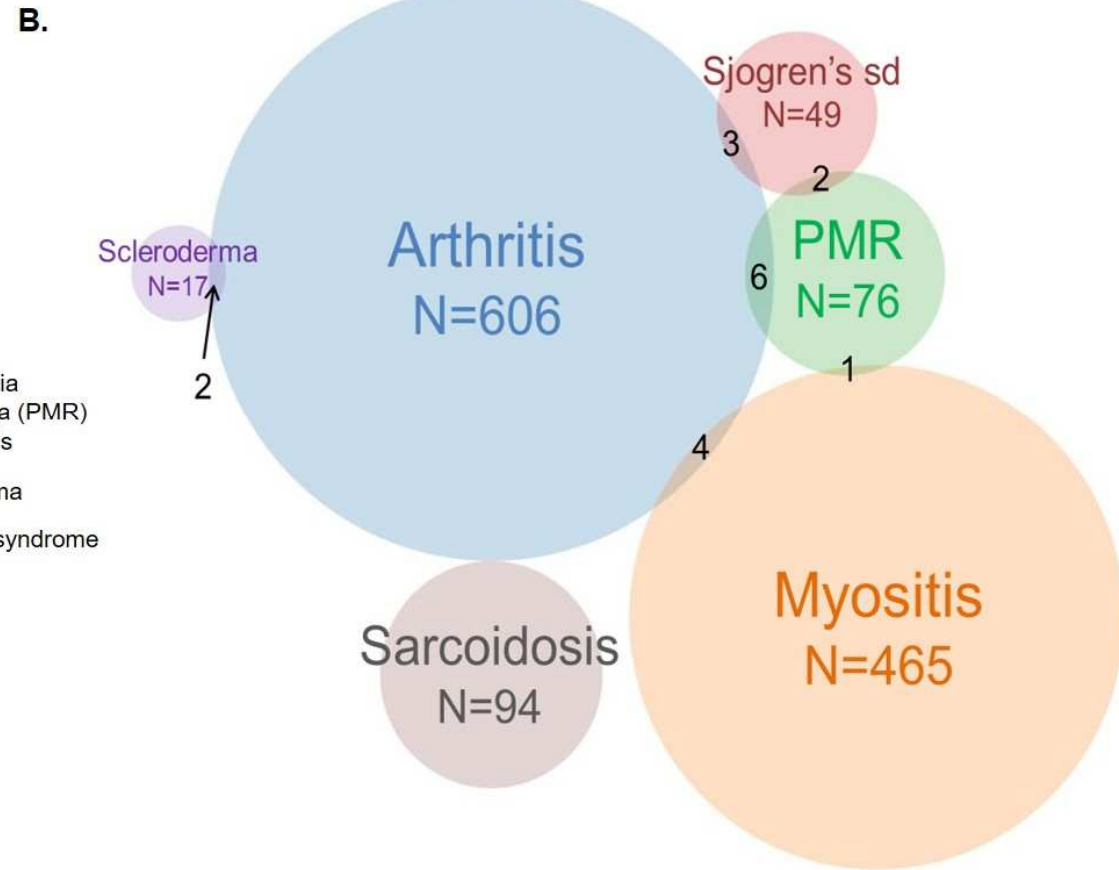 B.
Sjogren's sd
N=49
3
2
Arthritis
N=606
PMR
N=76
6
Scleroderma
N=17
2
1
4
ia
a (PMR)
s
ma
syndrome
Myositis
N=465
Sarcoidosis
N=94